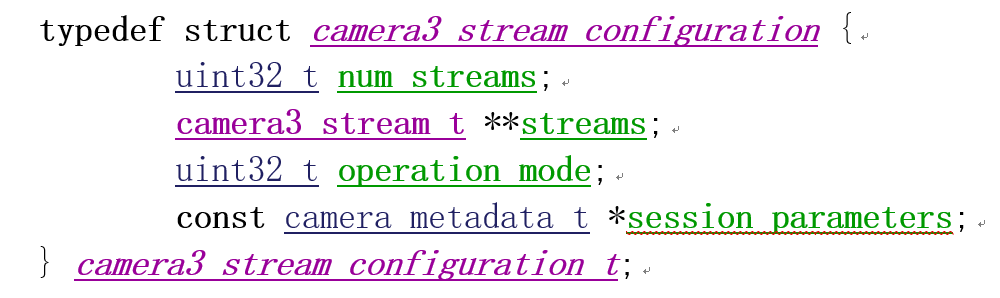 typedef struct camera3_stream_configuration {
uint32_t num_streams;
camera3_stream_t **streams;
uint32_t operation_mode;
const camera_metadata_t *session_parameters;
} camera3_stream_configuration_t;